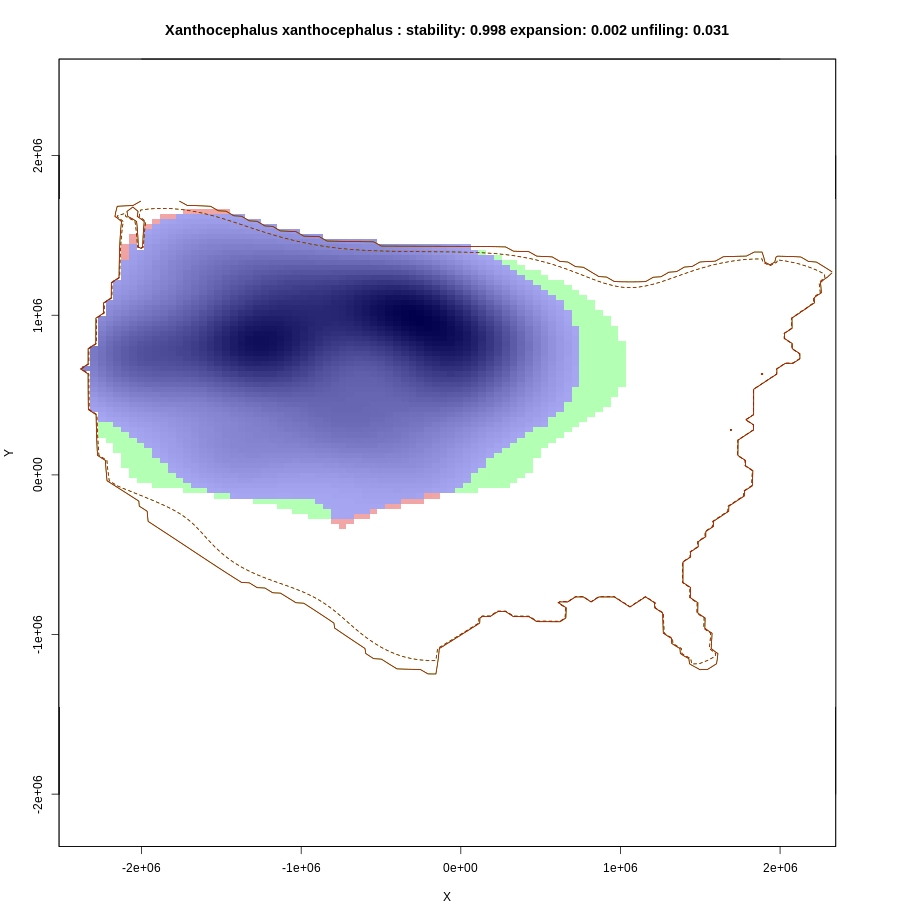 Xanthocephalus xanthocephalus : stability: 0.998 expansion: 0.002 unfiling: 0.031
2e+06
1e+06
Y
0e+00
-1e+06
-2e+06
-2e+06 -1e+06 0e+00 1e+06 2e+06
X